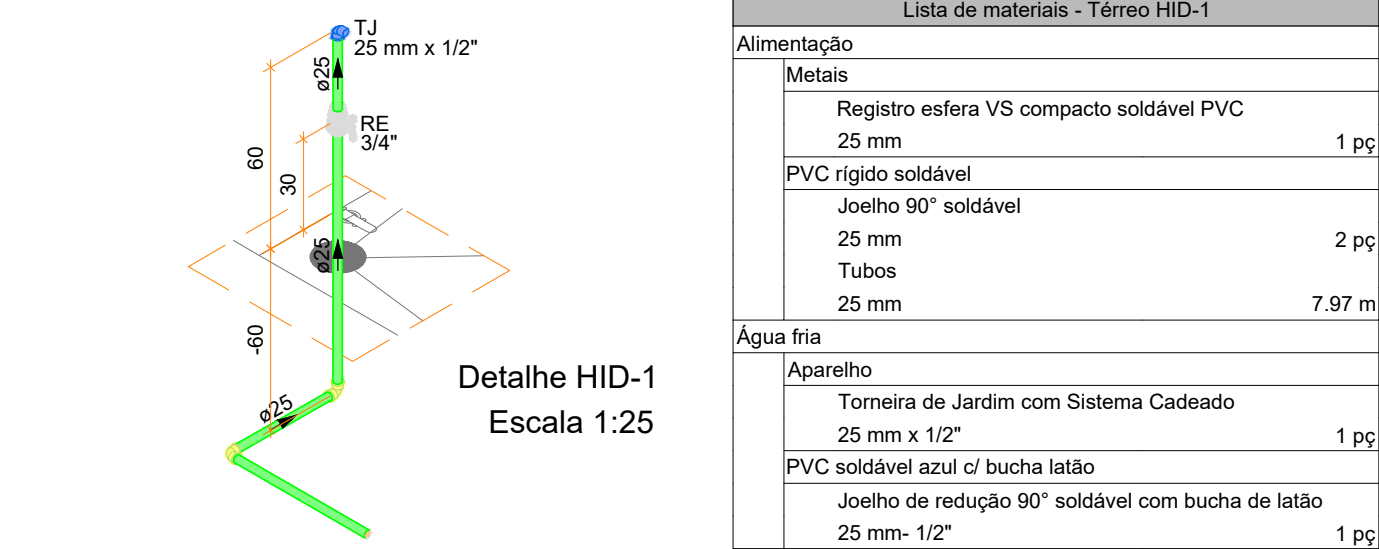 TJ
25 mm x 1/2"
ø25
RE
3/4"
60
30
ø25
-60
ø25
Detalhe HID-1
Escala 1:25
Lista de materiais - Térreo HID-1
Alimentação
Metais
Registro esfera VS compacto soldável PVC
25 mm 1 pç
PVC rígido soldável
Joelho 90° soldável
25 mm 2 pç
Tubos
25 mm 7.97 m
Água fria
Aparelho
Torneira de Jardim com Sistema Cadeado
25 mm x 1/2" 1 pç
PVC soldável azul c/ bucha latão
Joelho de redução 90° soldável com bucha de latão
25 mm- 1/2" 1 pç